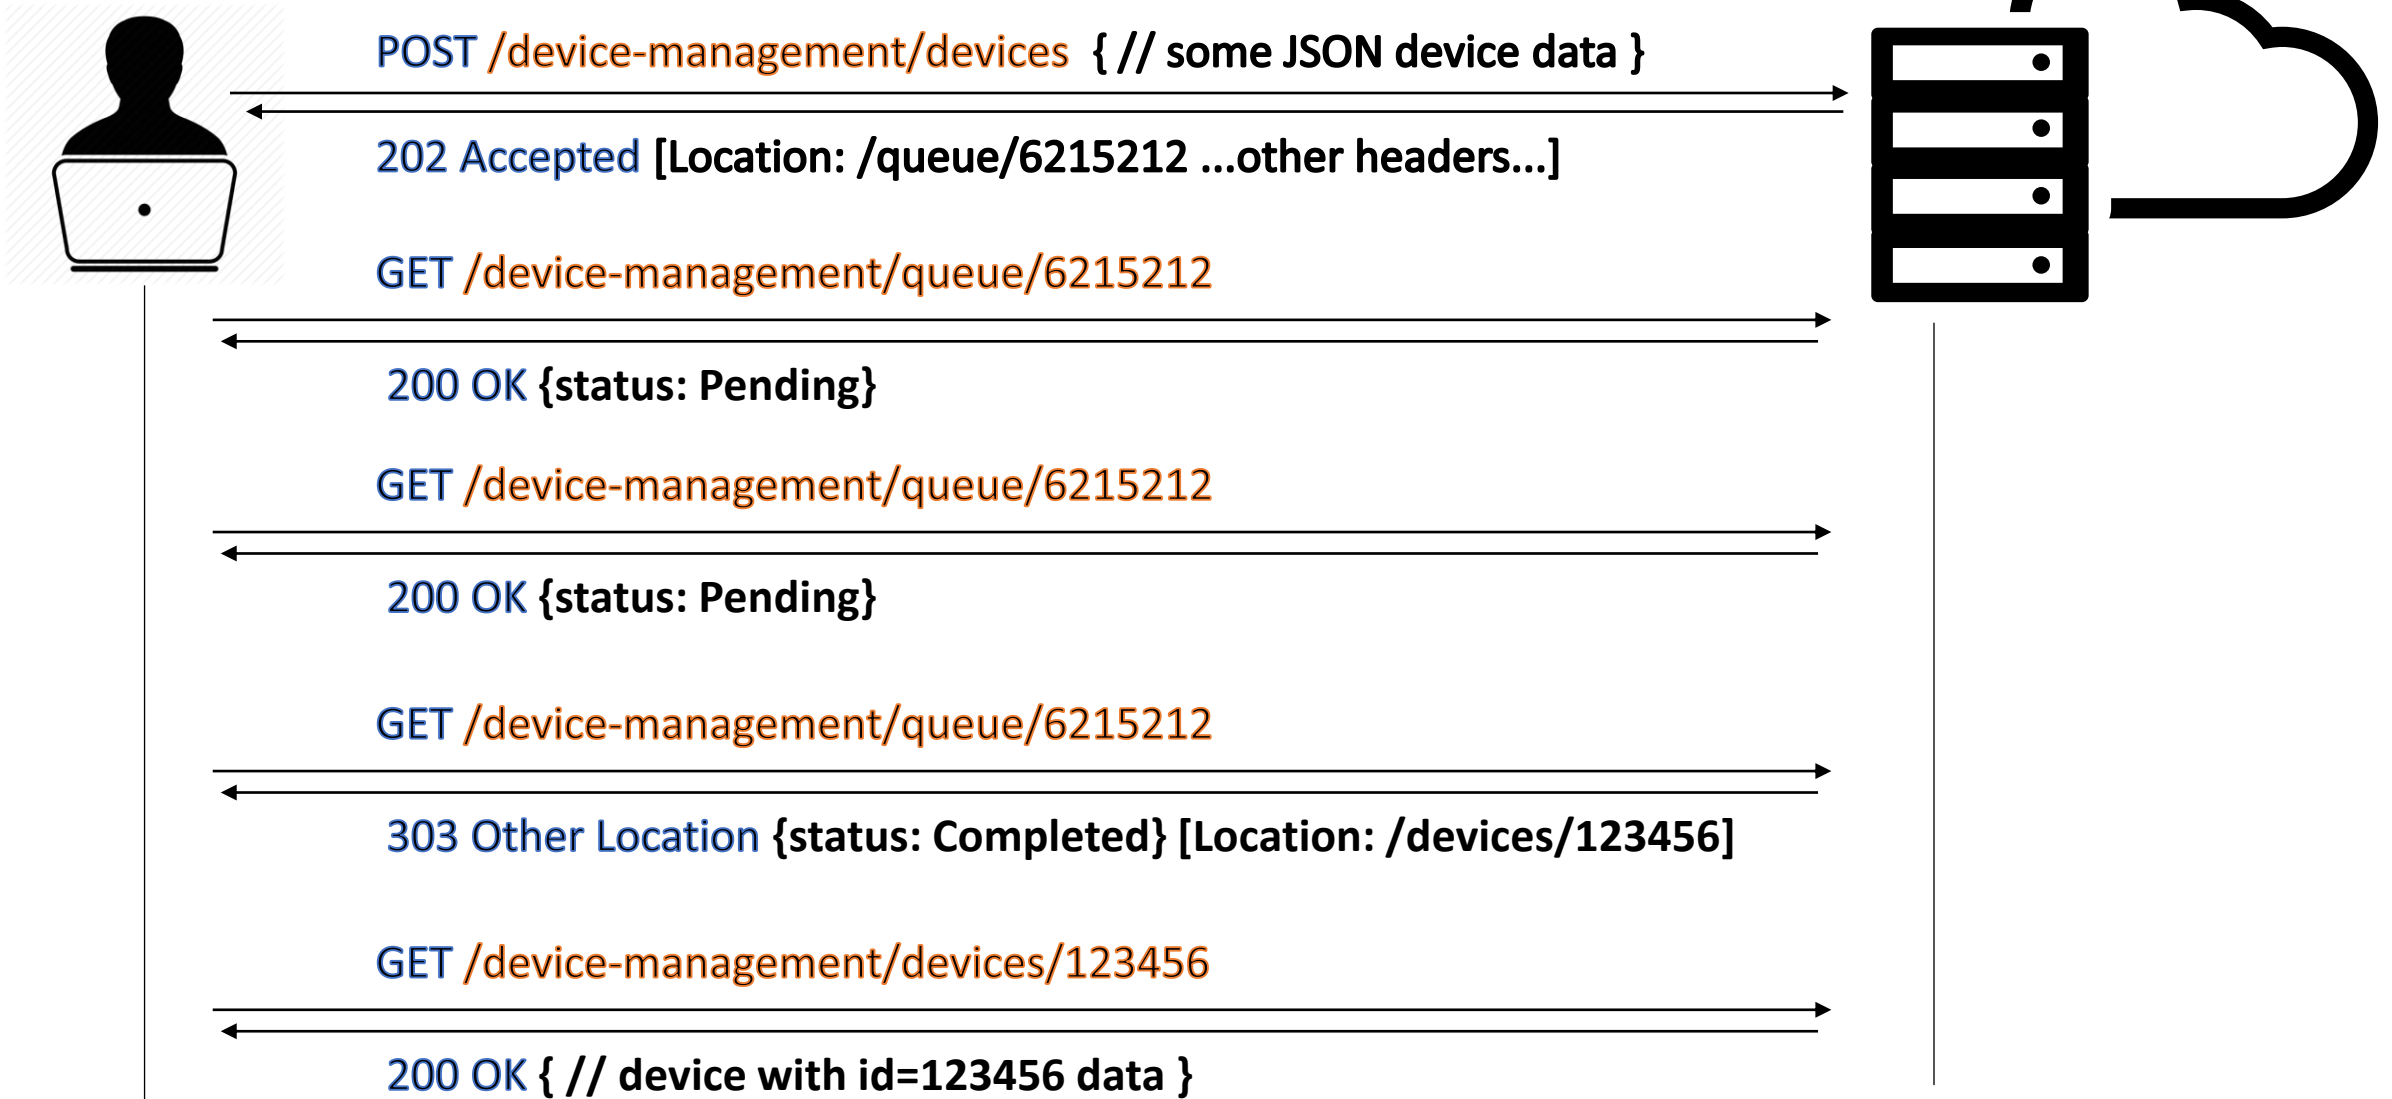 POST /device-management/devices { // some JSON device data }
202 Accepted [Location: /queue/6215212 ...other headers...]
GET /device-management/queue/6215212
200 OK {status: Pending}
GET /device-management/queue/6215212
200 OK {status: Pending}
GET /device-management/queue/6215212
303 Other Location {status: Completed} [Location: /devices/123456]
GET /device-management/devices/123456
200 OK { // device with id=123456 data }